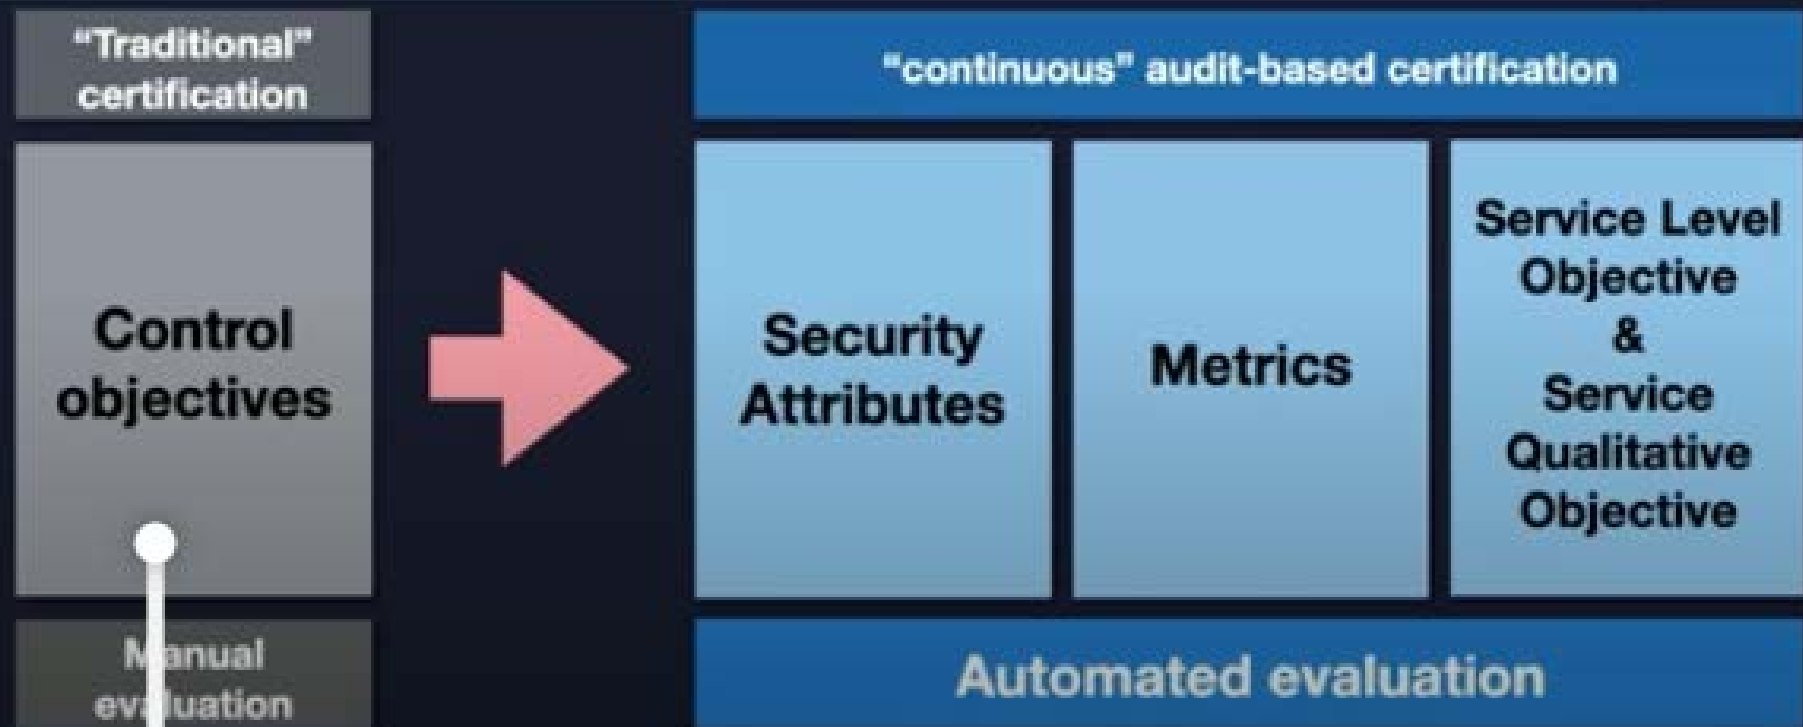 “Traditional”
certification
“continuous” audit-based certification
Control
objectives
Security
Attributes
Metrics
Service Level
Objective
&
Service
Qualitative
Objective
Manual
evaluation
Automated evaluation